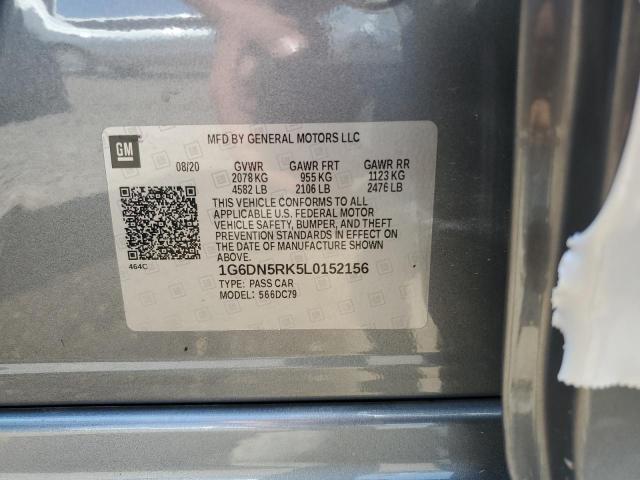 GM
MFD BY GENERAL MOTORS LLC
08/20 GVWR GAWR FRT GAWR RR
2078 KG 955 KG 1123 KG
4582 LB 2106 LB 2476 LB
THIS VEHICLE CONFORMS TO ALL
APPLICABLE U.S. FEDERAL MOTOR
VEHICLE SAFETY, BUMPER, AND THEFT
PREVENTION STANDARDS IN EFFECT ON
THE DATE OF MANUFACTURE SHOWN
ABOVE.
464C
1G6DN5RK5L0152156
TYPE: PASS CAR
MODEL: 566DC79